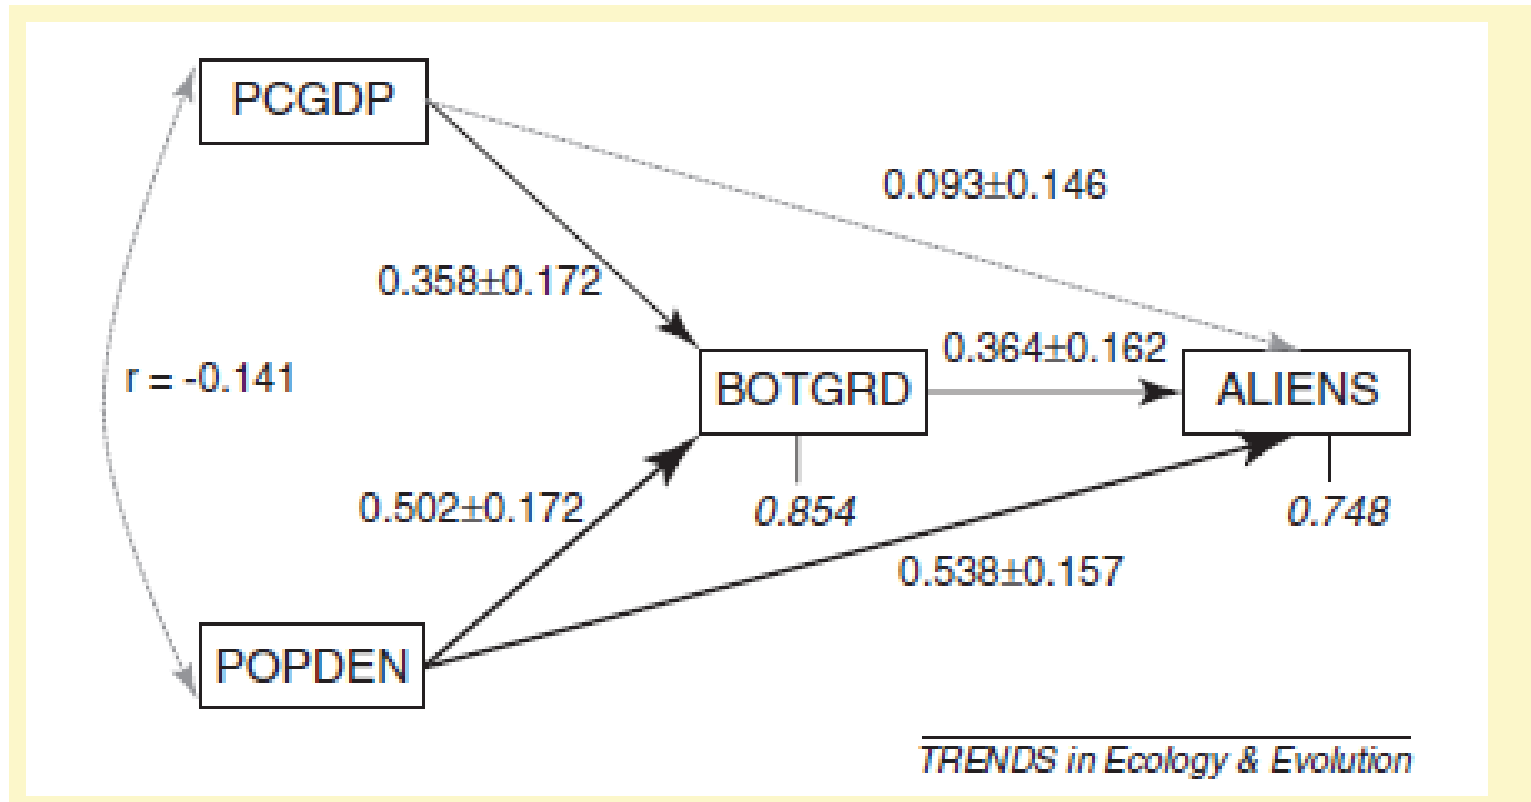 PCGDP
0.093±0.146
0.358±0.172
0.364±0.162
r = -0.141
BOTGRD
ALIENS
0.502±0.172
0.854
0.748
0.538±0.157
POPDEN
TRENDS in Ecology & Evolution